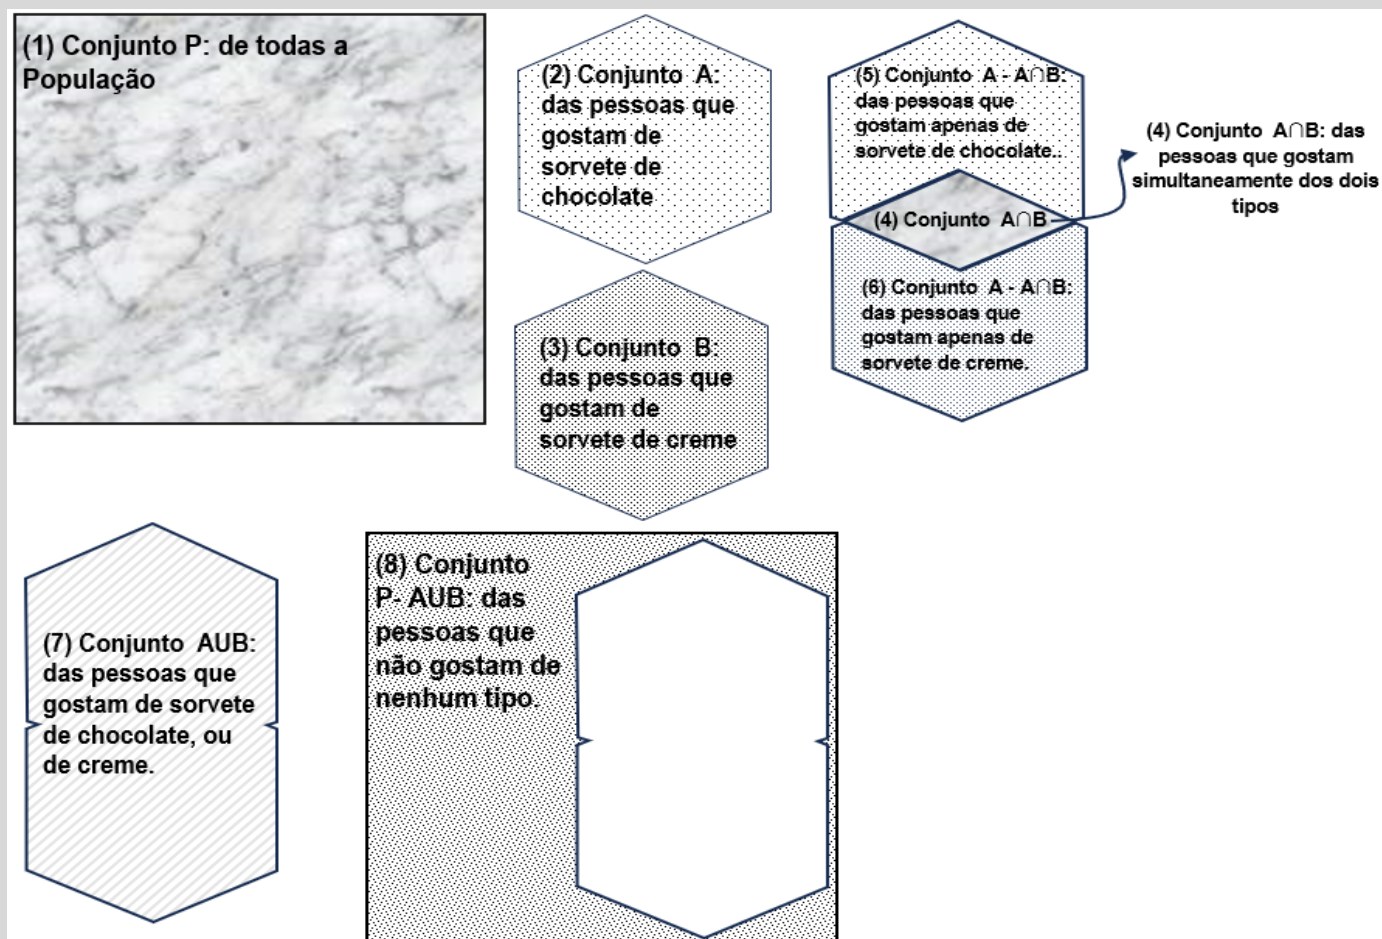 (1) Conjunto P: de todas a
População
(2) Conjunto A:
das pessoas que
gostam de
sorvete de
chocolate
(3) Conjunto B:
das pessoas que
gostam de
sorvete de creme
(5) Conjunto A - A∩B:
das pessoas que
gostam apenas de
sorvete de chocolate..
(4) Conjunto A∩B
(4) Conjunto A∩B: das
pessoas que gostam
simultaneamente dos dois
tipos
(6) Conjunto A - A∩B:
das pessoas que
gostam apenas de
sorvete de creme.
(7) Conjunto AUB:
das pessoas que
gostam de sorvete
de chocolate, ou
de creme.
(8) Conjunto
P- AUB: das
pessoas que
não gostam de
nenhum tipo.